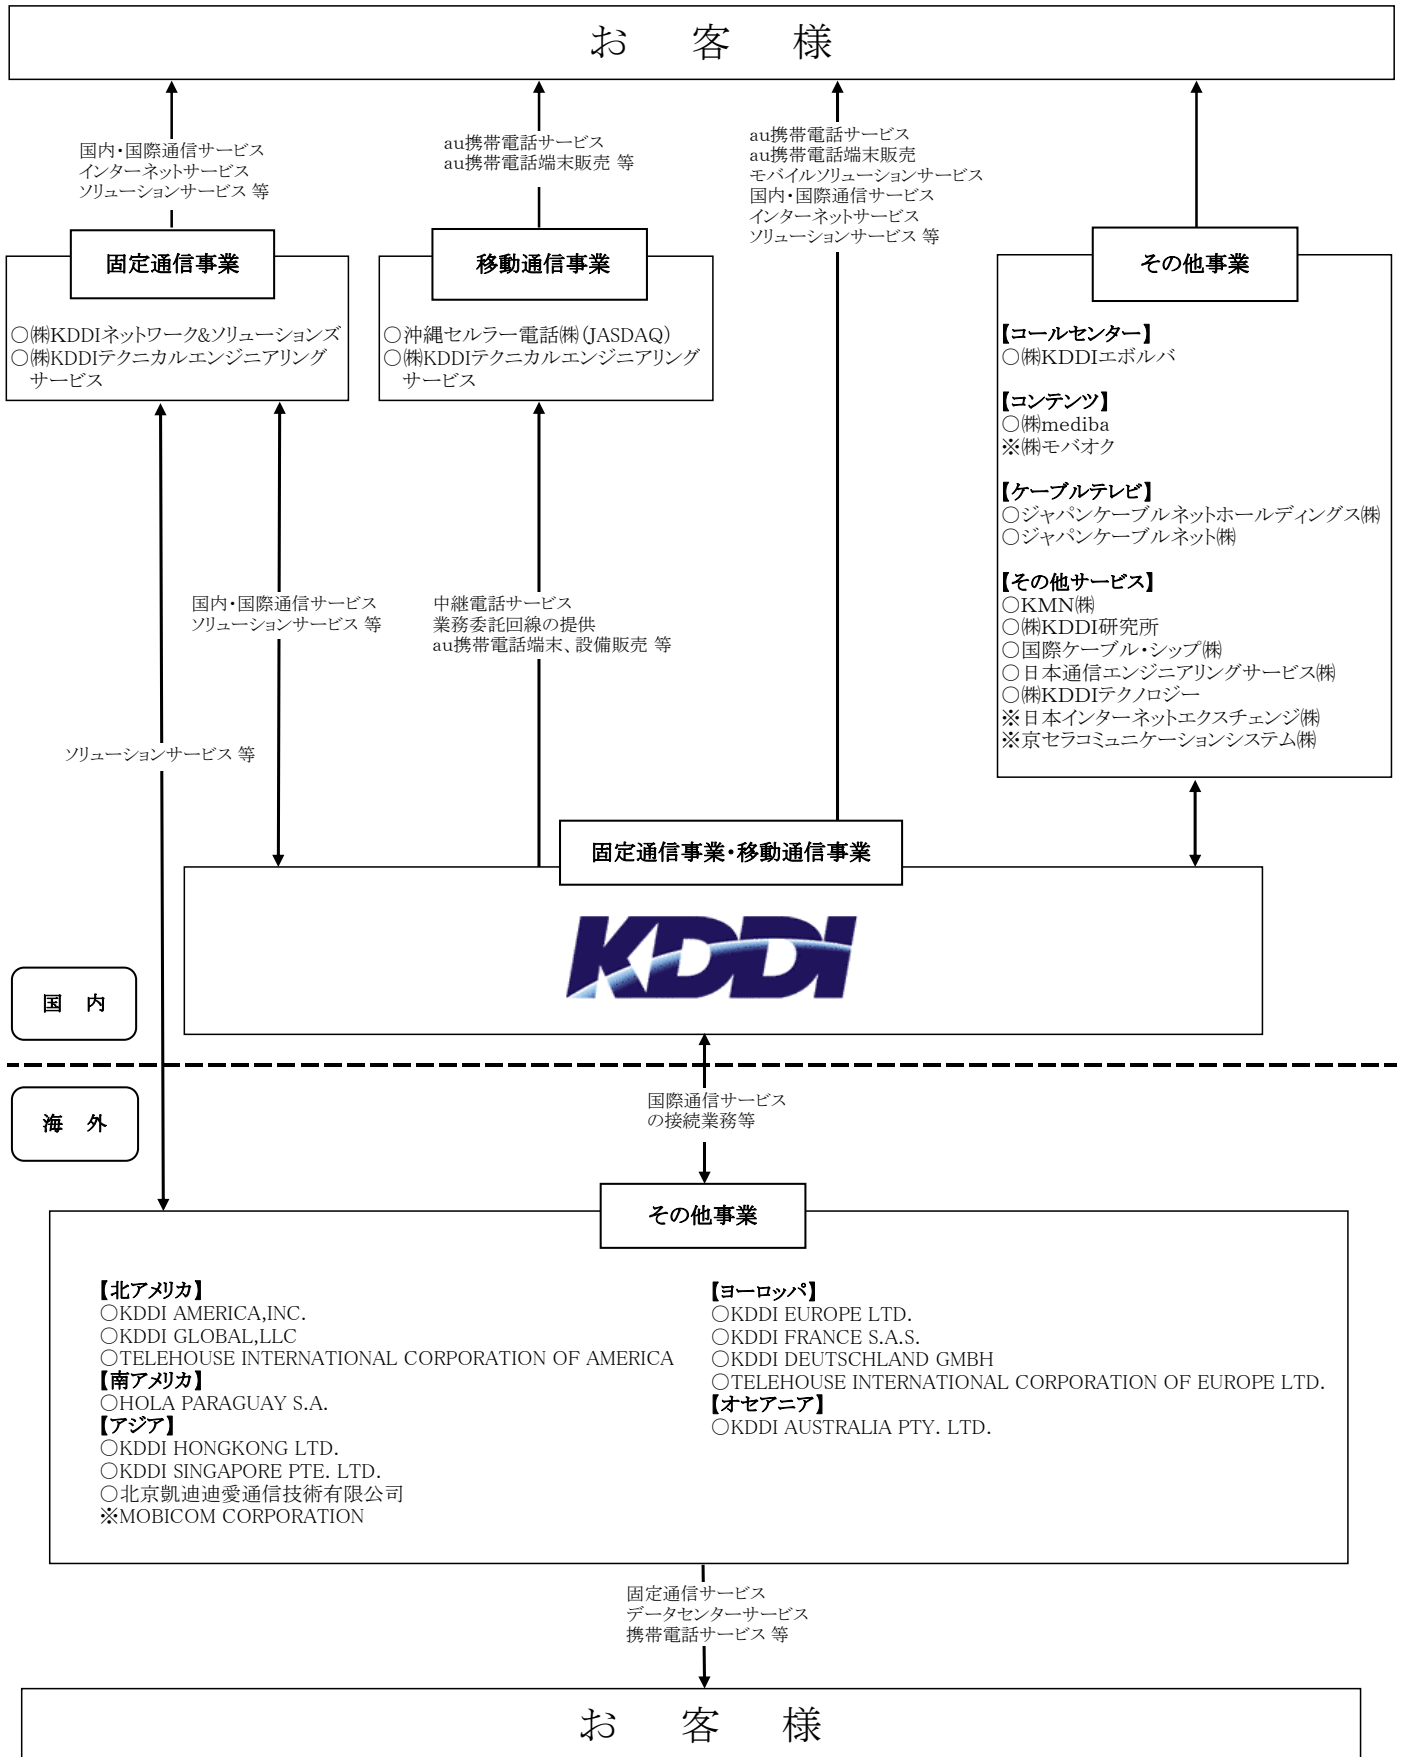 お 客 様
国内・国際通信サービス
インターネットサービス
ソリューションサービス 等
au携帯電話サービス
au携帯電話端末販売 等
au携帯電話サービス
au携帯電話端末販売
モバイルソリューションサービス
国内・国際通信サービス
インターネットサービス
ソリューションサービス 等
固定通信事業
○㈱KDDIネットワーク&ソリューションズ
○㈱KDDIテクニカルエンジニアリング
サービス
移動通信事業
○沖縄セルラー電話㈱(JASDAQ)
○㈱KDDIテクニカルエンジニアリング
サービス
その他事業
【コールセンター】
○㈱KDDIエボルバ
【コンテンツ】
○㈱mediba
※㈱モバオク
【ケーブルテレビ】
○ジャパンケーブルネットホールディングス㈱
○ジャパンケーブルネット㈱
【その他サービス】
○KMN㈱
○㈱KDDI研究所
○国際ケーブル・シップ㈱
○日本通信エンジニアリングサービス㈱
○㈱KDDIテクノロジー
※日本インターネットエクスチェンジ㈱
※京セラコミュニケーションシステム㈱
国内・国際通信サービス
ソリューションサービス 等
中継電話サービス
業務委託回線の提供
au携帯電話端末、設備販売 等
ソリューションサービス 等
固定通信事業・移動通信事業
KDDI
国 内
海 外
国際通信サービス
の接続業務等
その他事業
【北アメリカ】
○KDDI AMERICA,INC.
○KDDI GLOBAL,LLC
○TELEHOUSE INTERNATIONAL CORPORATION OF AMERICA
【南アメリカ】
○HOLA PARAGUAY S.A.
【アジア】
○KDDI HONGKONG LTD.
○KDDI SINGAPORE PTE. LTD.
○北京凱迪迪愛通信技術有限公司
※MOBICOM CORPORATION
【ヨーロッパ】
○KDDI EUROPE LTD.
○KDDI FRANCE S.A.S.
○KDDI DEUTSCHLAND GMBH
○TELEHOUSE INTERNATIONAL CORPORATION OF EUROPE LTD.
【オセアニア】
○KDDI AUSTRALIA PTY. LTD.
固定通信サービス
データセンターサービス
携帯電話サービス 等
お 客 様